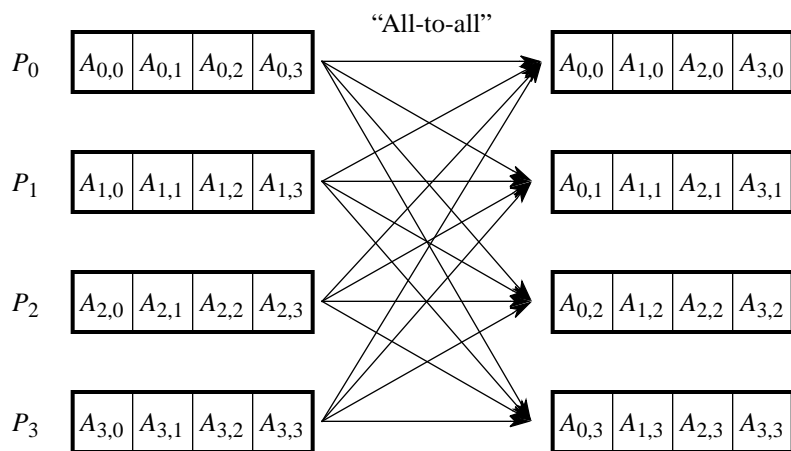 “All-to-all”
P0 A0,0 A0,1 A0,2 A0,3 A0,0 A1,0 A2,0 A3,0
P1 A1,0 A1,1 A1,2 A1,3 A0,1 A1,1 A2,1 A3,1
P2 A2,0 A2,1 A2,2 A2,3 A0,2 A1,2 A2,2 A3,2
P3 A3,0 A3,1 A3,2 A3,3 A0,3 A1,3 A2,3 A3,3